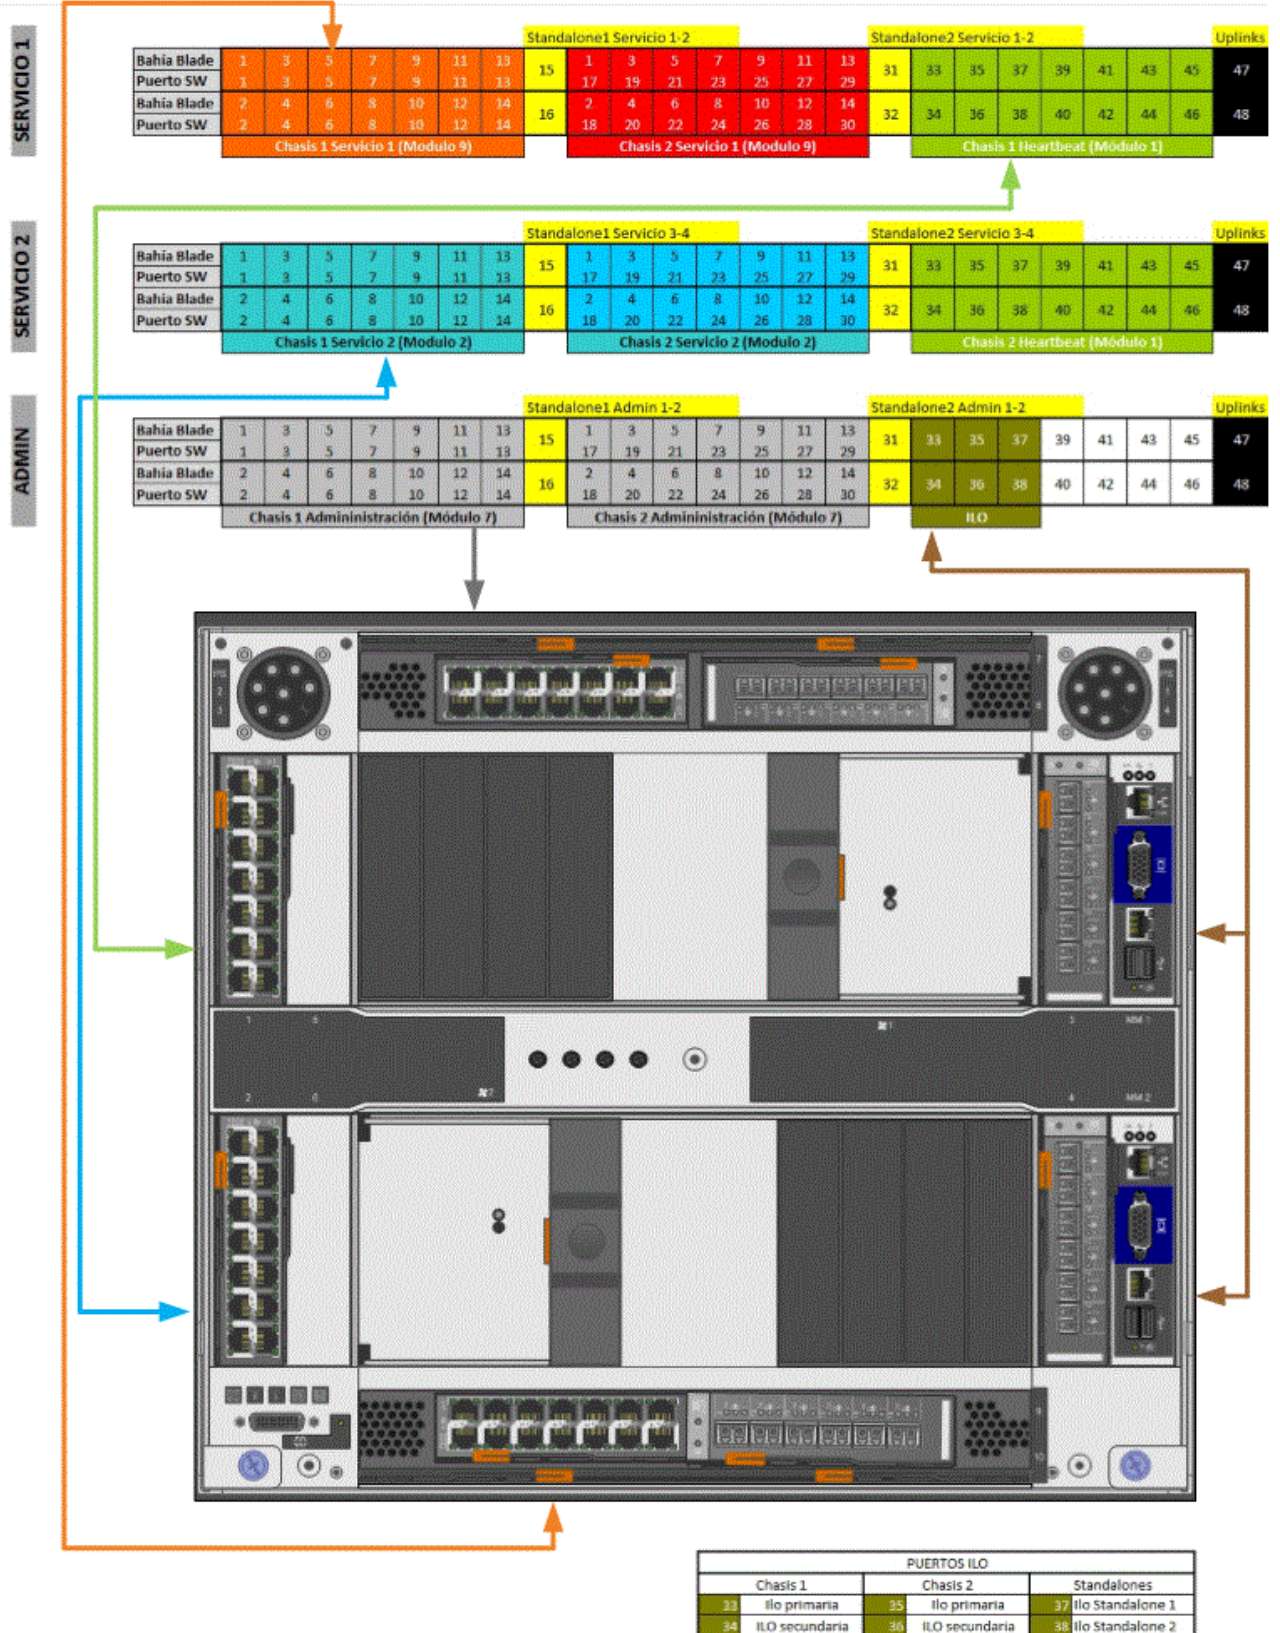 SERVICIO 1
Standalone1 Servicio 1-2 Standalone2 Servicio 1-2 Uplinks
Bahia Blade 1 3 5 7 9 11 13 15 1 3 5 7 9 11 13 31 33 35 37 39 41 43 45 47
Puerto SW 1 3 5 7 9 11 13 17 19 21 23 25 27 29
Bahia Blade 2 4 6 8 10 12 14 16 2 4 6 8 10 12 14 32 34 36 38 40 42 44 46 48
Puerto SW 2 4 6 8 10 12 14 18 20 22 24 26 28 30
Chasis 1 Servicio 1 (Modulo 9) Chasis 2 Servicio 1 (Modulo 9) Chasis 1 Heartbeat (Módulo 1)
SERVICIO 2
Standalone1 Servicio 3-4 Standalone2 Servicio 3-4 Uplinks
Bahia Blade 1 3 5 7 9 11 13 15 1 3 5 7 9 11 13 31 33 35 37 39 41 43 45 47
Puerto SW 1 3 5 7 9 11 13 17 19 21 23 25 27 29
Bahia Blade 2 4 6 8 10 12 14 16 2 4 6 8 10 12 14 32 34 36 38 40 42 44 46 48
Puerto SW 2 4 6 8 10 12 14 18 20 22 24 26 28 30
Chasis 1 Servicio 2 (Modulo 2) Chasis 2 Servicio 2 (Modulo 2) Chasis 2 Heartbeat (Módulo 1)
ADMIN
Standalone1 Admin 1-2 Standalone2 Admin 1-2 Uplinks
Bahia Blade 1 3 5 7 9 11 13 15 1 3 5 7 9 11 13 31 33 35 37 39 41 43 45 47
Puerto SW 1 3 5 7 9 11 13 17 19 21 23 25 27 29
Bahia Blade 2 4 6 8 10 12 14 16 2 4 6 8 10 12 14 32 34 36 38 40 42 44 46 48
Puerto SW 2 4 6 8 10 12 14 18 20 22 24 26 28 30
Chasis 1 Admininistración (Módulo 7) Chasis 2 Admininistración (Módulo 7) ILO
1 1 3 MM 1
2 2 6 4 MM 2
PUERTOS ILO
Chasis 1 Chasis 2 Standalones
33 Ilo primaria 35 Ilo primaria 37 Ilo Standalone 1
34 ILO secundaria 36 ILO secundaria 38 Ilo Standalone 2